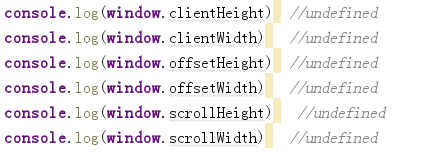 console.log(window.clientHeight) //undefined
console.log(window.clientWidth) //undefined
console.log(window.offsetHeight) //undefined
console.log(window.offsetWidth) //undefined
console.log(window.scrollHeight) //undefined
console.log(window.scrollWidth) //undefined